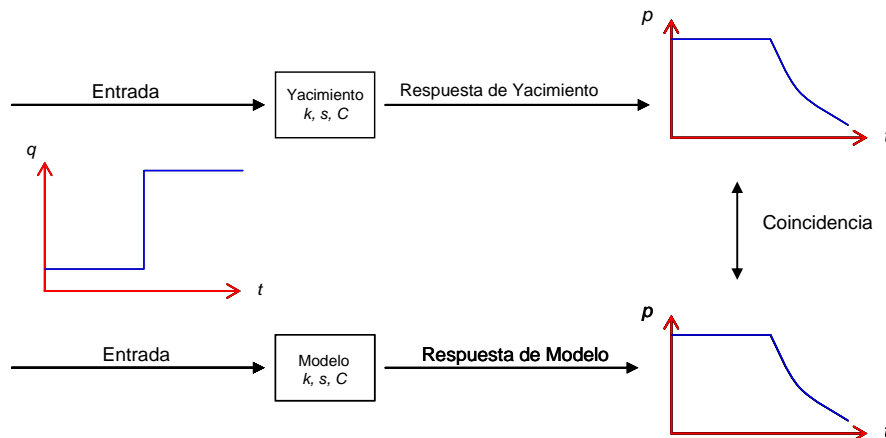 p
Entrada
Yacimiento
k, s, C
Respuesta de Yacimiento
t
q
t
Coincidencia
p
Entrada
Modelo
k, s, C
Respuesta de Modelo
t